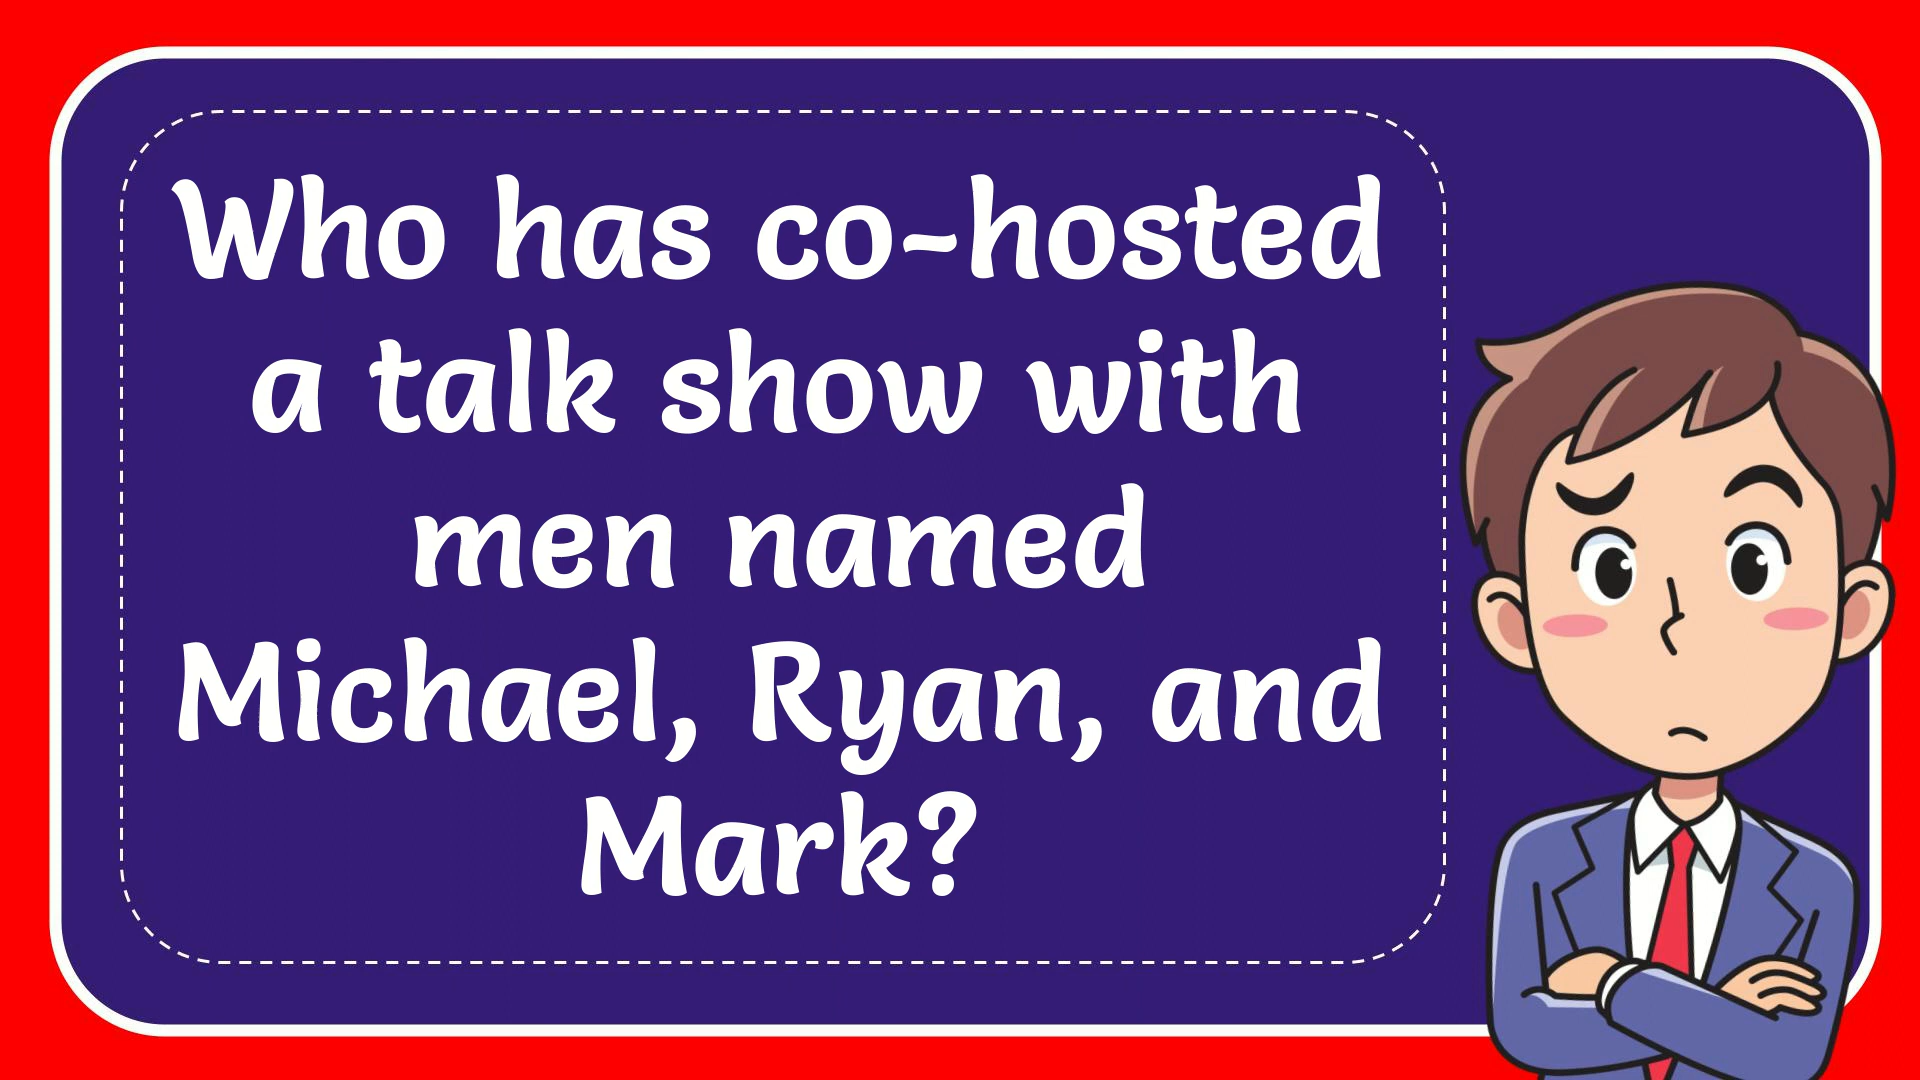 Who has co-hosted
a talk show with
men named
Michael, Ryan, and
Mark?